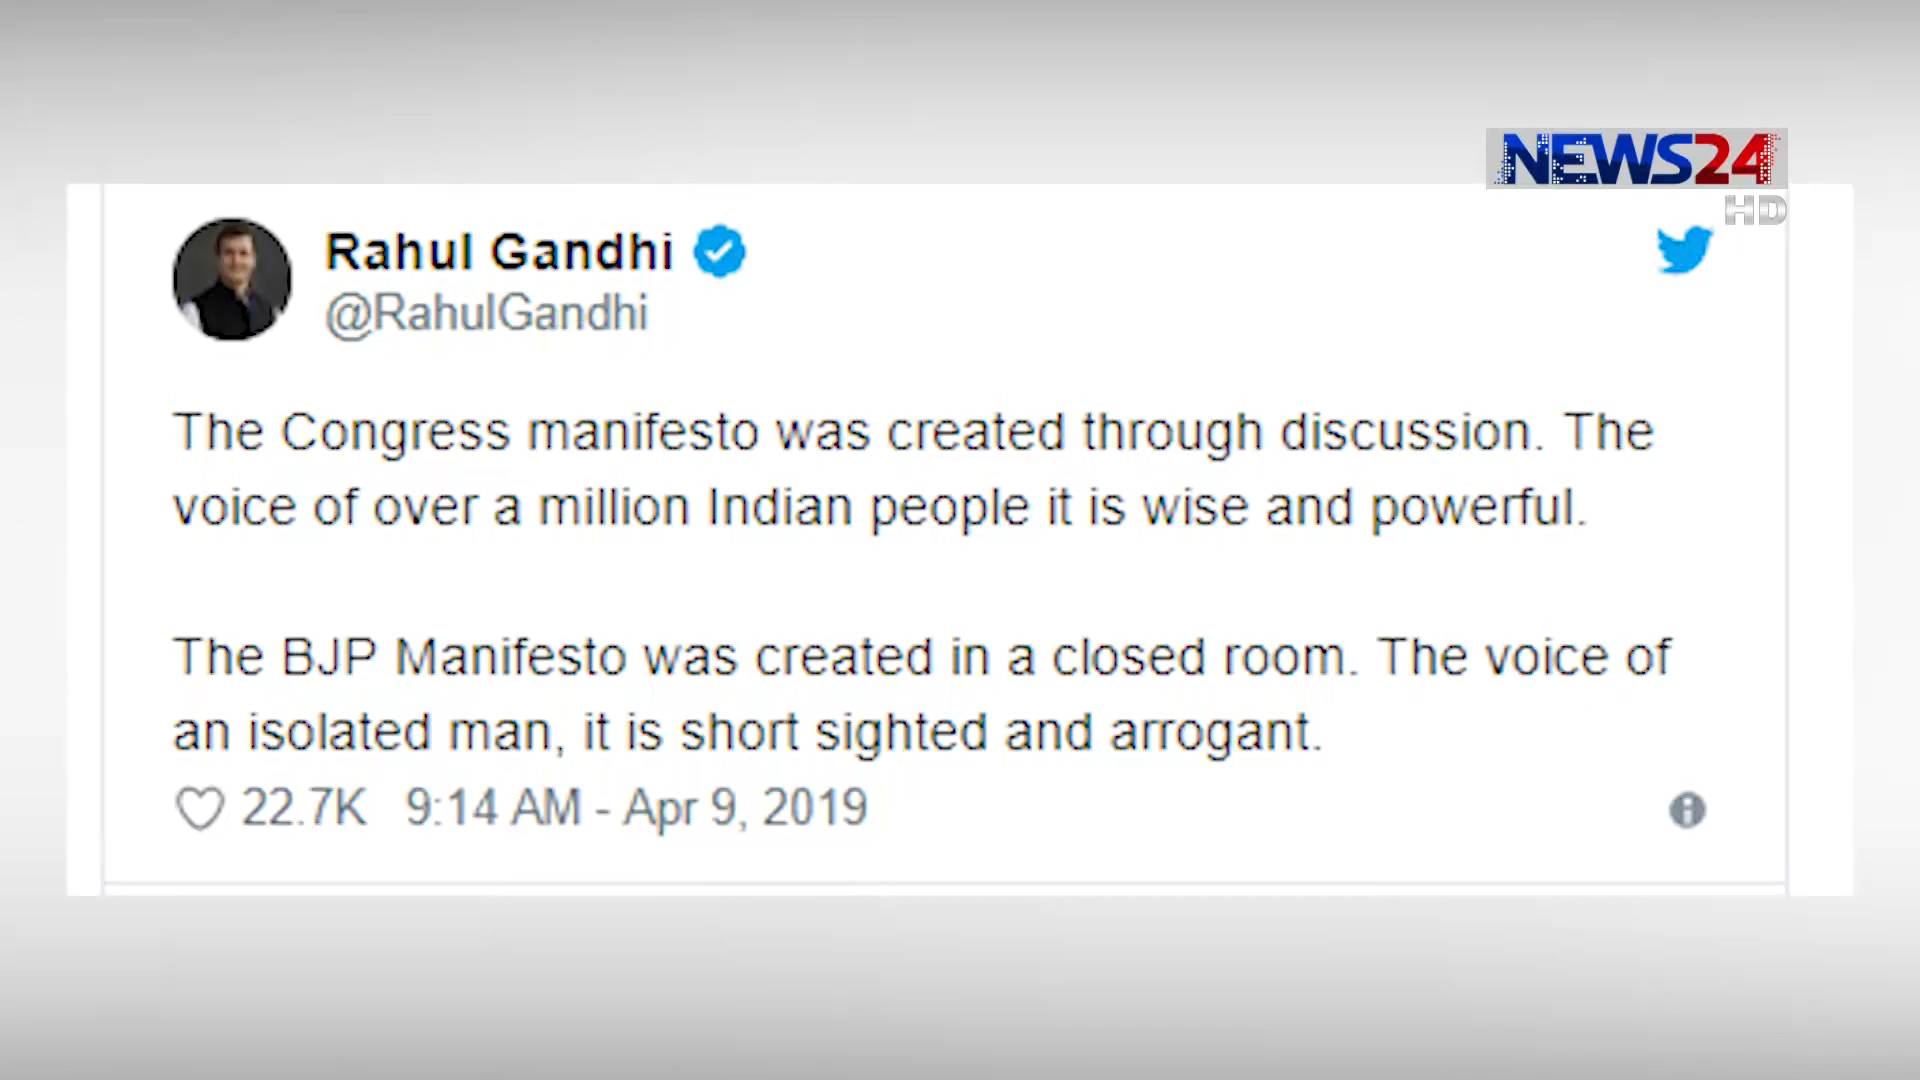 NEWS24
HD
Rahul Gandhi
@RahulGandhi
The Congress manifesto was created through discussion. The
voice of over a million Indian people it is wise and powerful.
The BJP Manifesto was created in a closed room. The voice of
an isolated man, it is short sighted and arrogant.
22.7K 9:14 AM - Apr 9, 2019